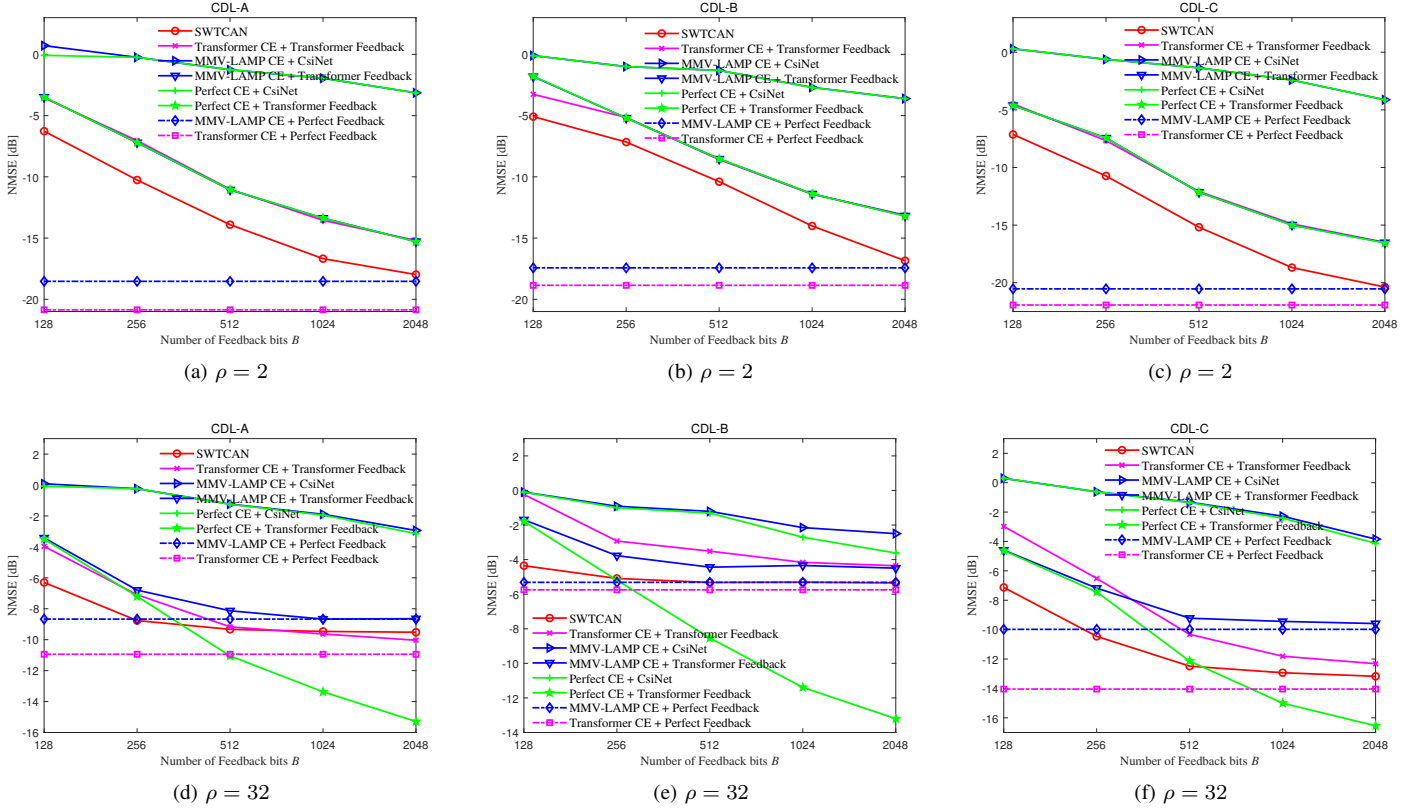 CDL-A
0
-5
-10
-15
-20
NMSE [dB]
SWTCAN
Transformer CE + Transformer Feedback
MMV-LAMP CE + CsiNet
MMV-LAMP CE + Transformer Feedback
Perfect CE + CsiNet
Perfect CE + Transformer Feedback
MMV-LAMP CE + Perfect Feedback
Transformer CE + Perfect Feedback
128 256 512 1024 2048
Number of Feedback bits B
(a) ρ = 2
CDL-B
0
-5
-10
-15
-20
NMSE [dB]
SWTCAN
Transformer CE + Transformer Feedback
MMV-LAMP CE + CsiNet
MMV-LAMP CE + Transformer Feedback
Perfect CE + CsiNet
Perfect CE + Transformer Feedback
MMV-LAMP CE + Perfect Feedback
Transformer CE + Perfect Feedback
128 256 512 1024 2048
Number of Feedback bits B
(b) ρ = 2
CDL-C
0
-5
-10
-15
-20
NMSE [dB]
SWTCAN
Transformer CE + Transformer Feedback
MMV-LAMP CE + CsiNet
MMV-LAMP CE + Transformer Feedback
Perfect CE + CsiNet
Perfect CE + Transformer Feedback
MMV-LAMP CE + Perfect Feedback
Transformer CE + Perfect Feedback
128 256 512 1024 2048
Number of Feedback bits B
(c) ρ = 2
CDL-A
2
0
-2
-4
-6
-8
-10
-12
-14
-16
NMSE [dB]
SWTCAN
Transformer CE + Transformer Feedback
MMV-LAMP CE + CsiNet
MMV-LAMP CE + Transformer Feedback
Perfect CE + CsiNet
Perfect CE + Transformer Feedback
MMV-LAMP CE + Perfect Feedback
Transformer CE + Perfect Feedback
128 256 512 1024 2048
Number of Feedback bits B
(d) ρ = 32
CDL-B
2
0
-2
-4
-6
-8
-10
-12
-14
NMSE [dB]
SWTCAN
Transformer CE + Transformer Feedback
MMV-LAMP CE + CsiNet
MMV-LAMP CE + Transformer Feedback
Perfect CE + CsiNet
Perfect CE + Transformer Feedback
MMV-LAMP CE + Perfect Feedback
Transformer CE + Perfect Feedback
128 256 512 1024 2048
Number of Feedback bits B
(e) ρ = 32
CDL-C
2
0
-2
-4
-6
-8
-10
-12
-14
-16
NMSE [dB]
SWTCAN
Transformer CE + Transformer Feedback
MMV-LAMP CE + CsiNet
MMV-LAMP CE + Transformer Feedback
Perfect CE + CsiNet
Perfect CE + Transformer Feedback
MMV-LAMP CE + Perfect Feedback
Transformer CE + Perfect Feedback
128 256 512 1024 2048
Number of Feedback bits B
(f) ρ = 32